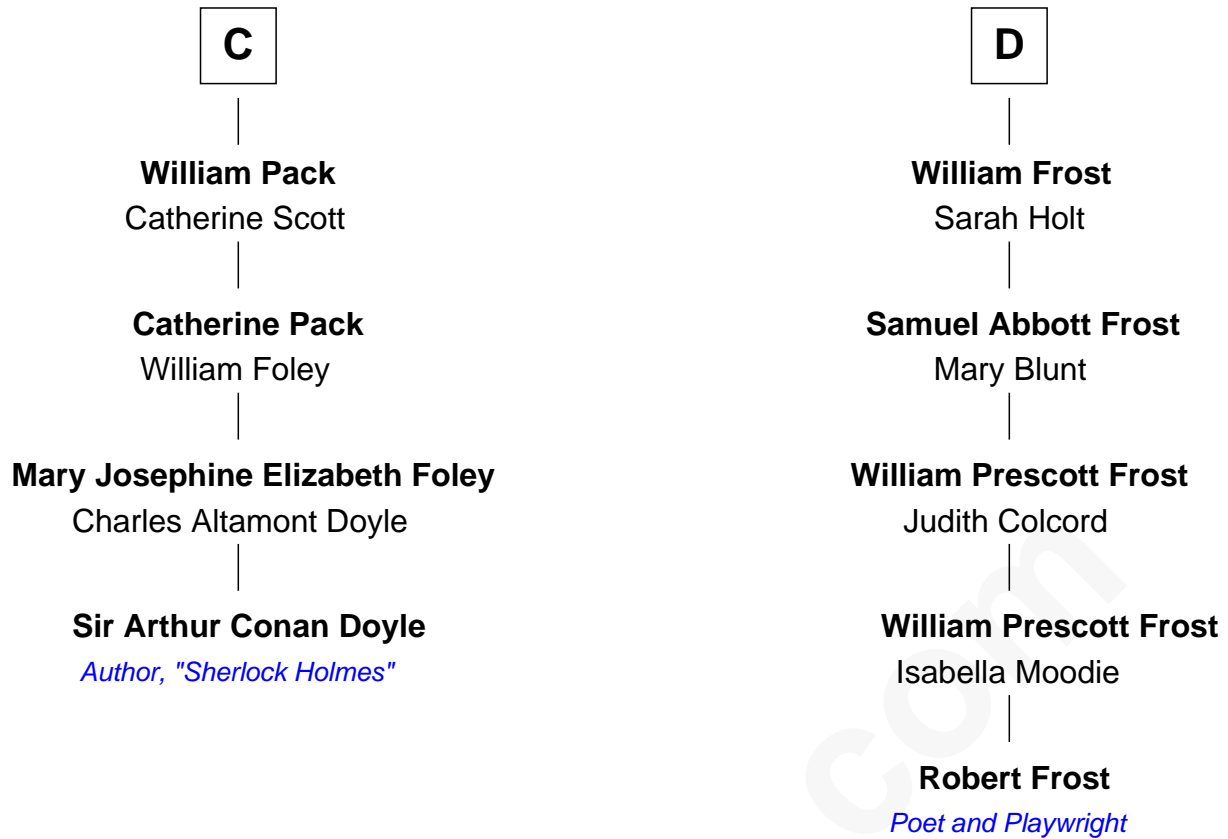 C
William Pack
Catherine Scott
Catherine Pack
William Foley
Mary Josephine Elizabeth Foley
Charles Altamont Doyle
Sir Arthur Conan Doyle
Author, "Sherlock Holmes"
D
William Frost
Sarah Holt
Samuel Abbott Frost
Mary Blunt
William Prescott Frost
Judith Colcord
William Prescott Frost
Isabella Moodie
Robert Frost
Poet and Playwright
com